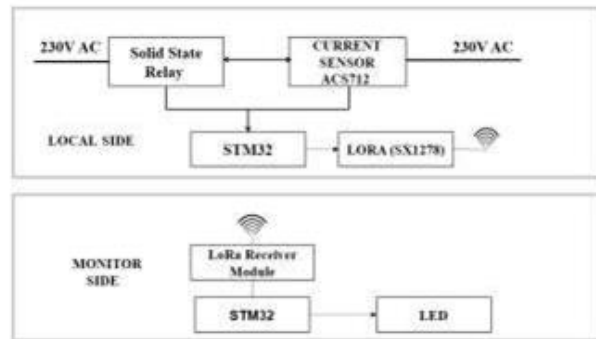 230V AC
Solid State
Relay
CURRENT
SENSOR
ACS712
230V AC
LOCAL SIDE
STM32
LORA (SX1278)
LoRa Receiver
Module
MONITOR
SIDE
STM32
LED